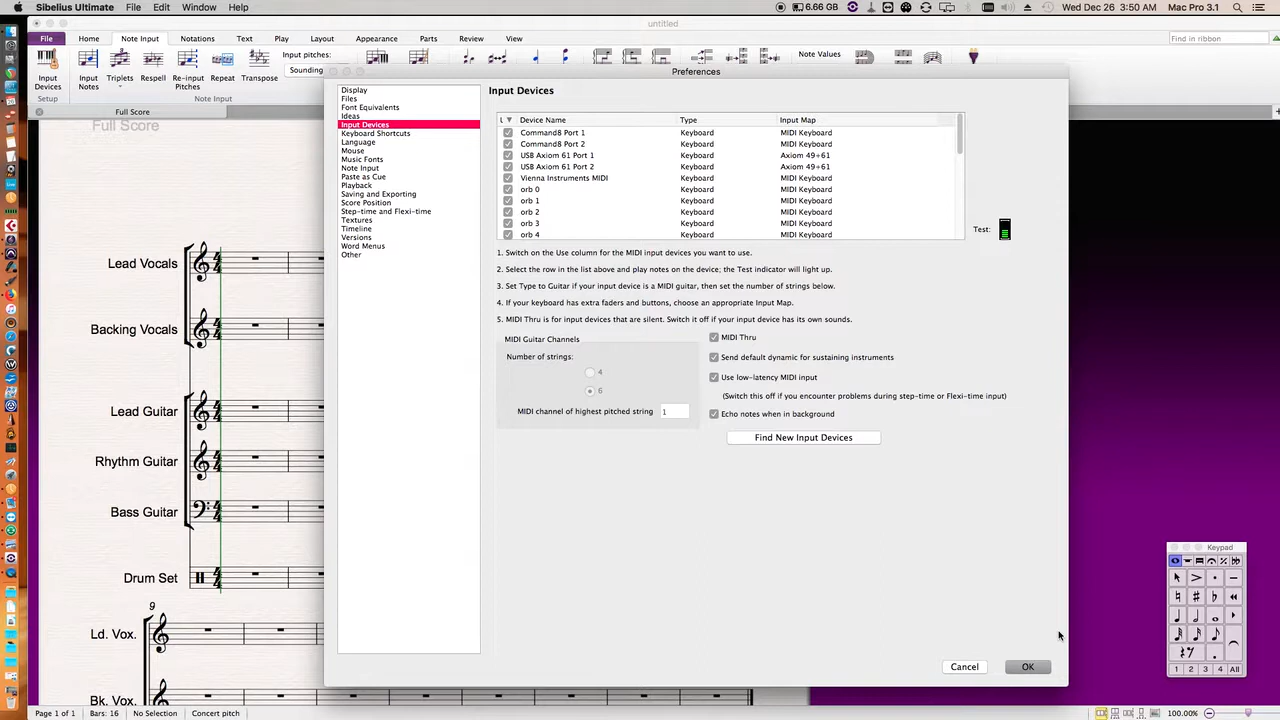 Sibelius Ultimate File Edit Window Help 6.66 GB Wed Dec 26 3:50 AM Mac Pro 3.1
untitled
File Home Note Input Notations Text Play Layout Appearance Parts Review View Find in ribbon
Input pitches:
Sounding
Note Values
Input Devices
Input Notes
Triplets
Respell
Re-input Pitches
Repeat
Transpose
Setup
Note Input
Full Score
Full Score
Preferences
Display
Files
Font Equivalents
Ideas
Input Devices
Keyboard Shortcuts
Language
Mouse
Music Fonts
Note Input
Paste as Cue
Playback
Saving and Exporting
Score Position
Step-time and Flexi-time
Textures
Timeline
Versions
Word Menus
Other
Input Devices
Device Name Type Input Map
Command8 Port 1 Keyboard MIDI Keyboard
Command8 Port 2 Keyboard MIDI Keyboard
USB Axiom 61 Port 1 Keyboard Axiom 49+61
USB Axiom 61 Port 2 Keyboard Axiom 49+61
Vienna Instruments MIDI Keyboard MIDI Keyboard
orb 0 Keyboard MIDI Keyboard
orb 1 Keyboard MIDI Keyboard
orb 2 Keyboard MIDI Keyboard
orb 3 Keyboard MIDI Keyboard
orb 4 Keyboard MIDI Keyboard
Test:
1. Switch on the Use column for the MIDI input devices you want to use.
2. Select the row in the list above and play notes on the device; the Test indicator will light up.
3. Set Type to Guitar if your input device is a MIDI guitar, then set the number of strings below.
4. If your keyboard has extra faders and buttons, choose an appropriate Input Map.
5. MIDI Thru is for input devices that are silent. Switch it off if your input device has its own sounds.
MIDI Guitar Channels
Number of strings:
4
6
MIDI channel of highest pitched string 1
MIDI Thru
Send default dynamic for sustaining instruments
Use low-latency MIDI input
(Switch this off if you encounter problems during step-time or Flexi-time input)
Echo notes when in background
Find New Input Devices
Cancel OK
Lead Vocals
Backing Vocals
Lead Guitar
Rhythm Guitar
Bass Guitar
Drum Set
9
Ld. Vox.
Bk. Vox.
Keypad
1 2 3 4 All
Page 1 of 1 Bars: 16 No Selection Concert pitch 100.00%